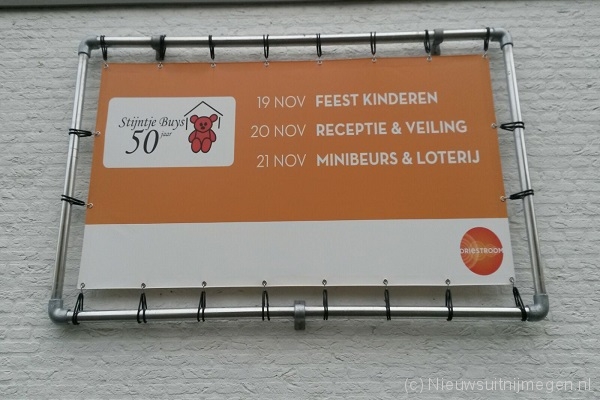 Stijntje Buys
50 jaar
19 NOV FEEST KINDEREN
20 NOV RECEPTIE & VEILING
21 NOV MINIBEURS & LOTERIJ
DRIESTROOM
(c) Nieuwsuitnijmegen.nl